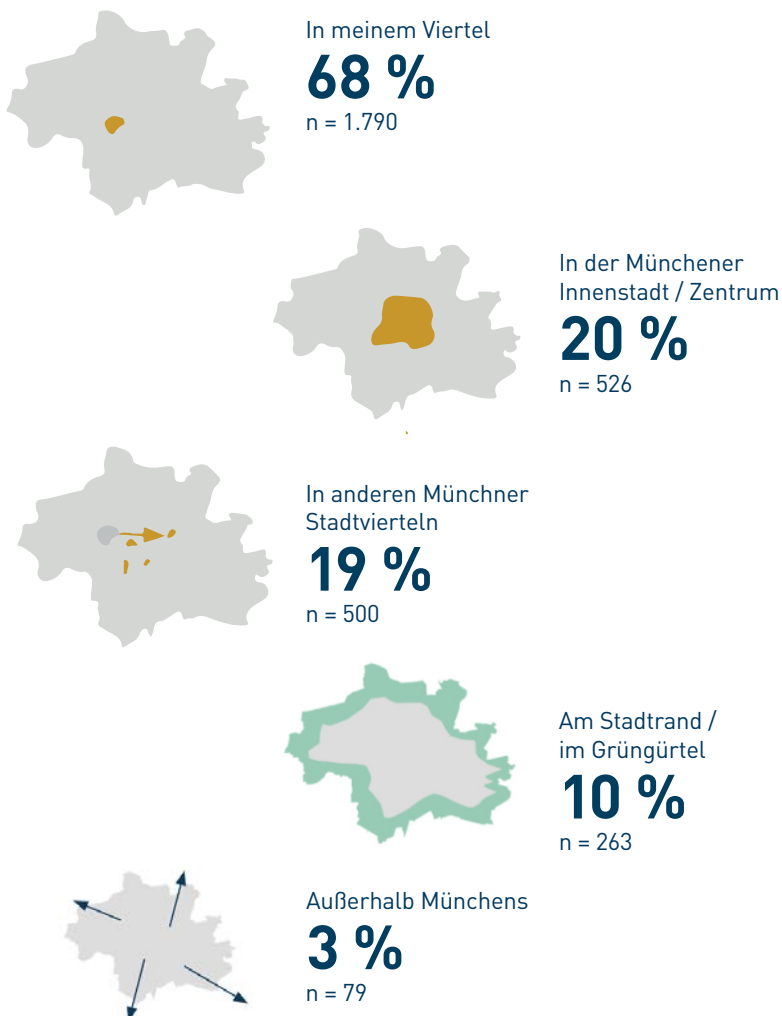 In meinem Viertel
68 %
n = 1.790
In der Münchener
Innenstadt / Zentrum
20 %
n = 526
In anderen Münchner
Stadtvierteln
19 %
n = 500
Am Stadtrand /
im Grüngürtel
10 %
n = 263
Außerhalb Münchens
3 %
n = 79